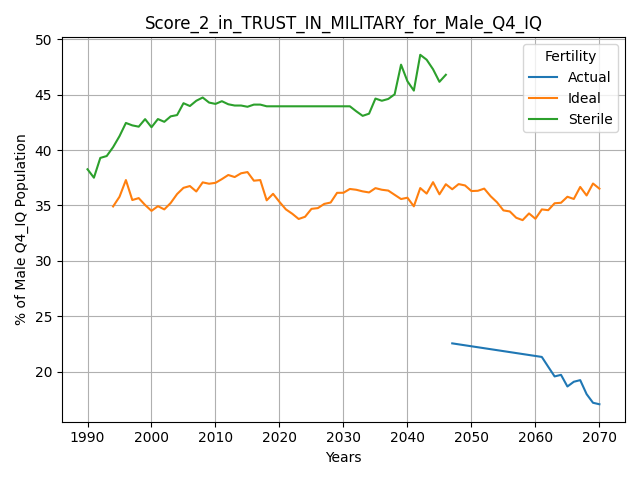 Score_2_in_TRUST_IN_MILITARY_for_Male_Q4_IQ
Fertility
Actual
Ideal
Sterile
% of Male Q4_IQ Population
50
45
40
35
30
25
20
1990 2000 2010 2020 2030 2040 2050 2060 2070
Years